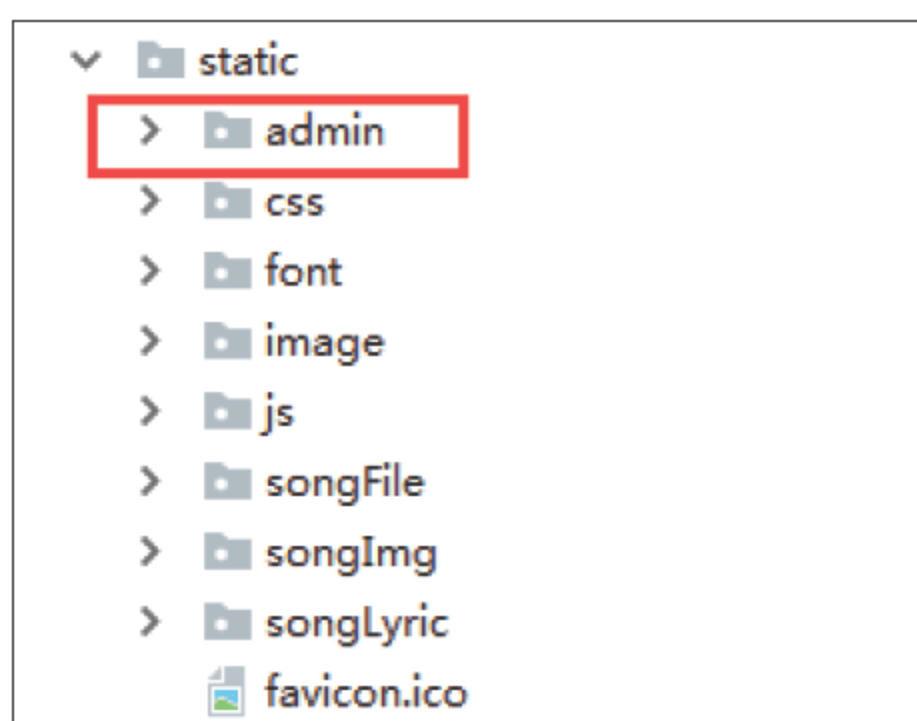 static
admin
css
font
image
js
songFile
songImg
songLyric
favicon.ico